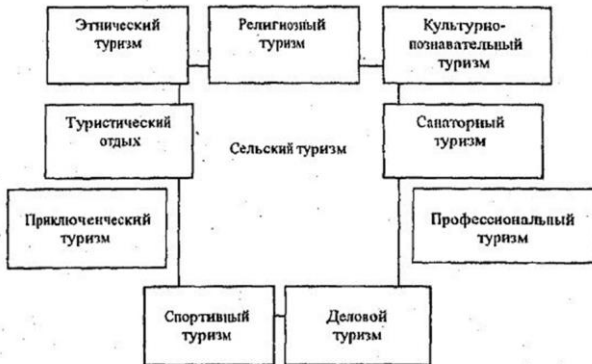 Этнический
туризм
Религиозный
туризм
Культурно-
познавательный
туризм
Туристический
отдых
Сельский туризм
Санаторный
туризм
Приключенческий
туризм
Профессиональный
туризм
Спортивный
туризм
Деловой
туризм